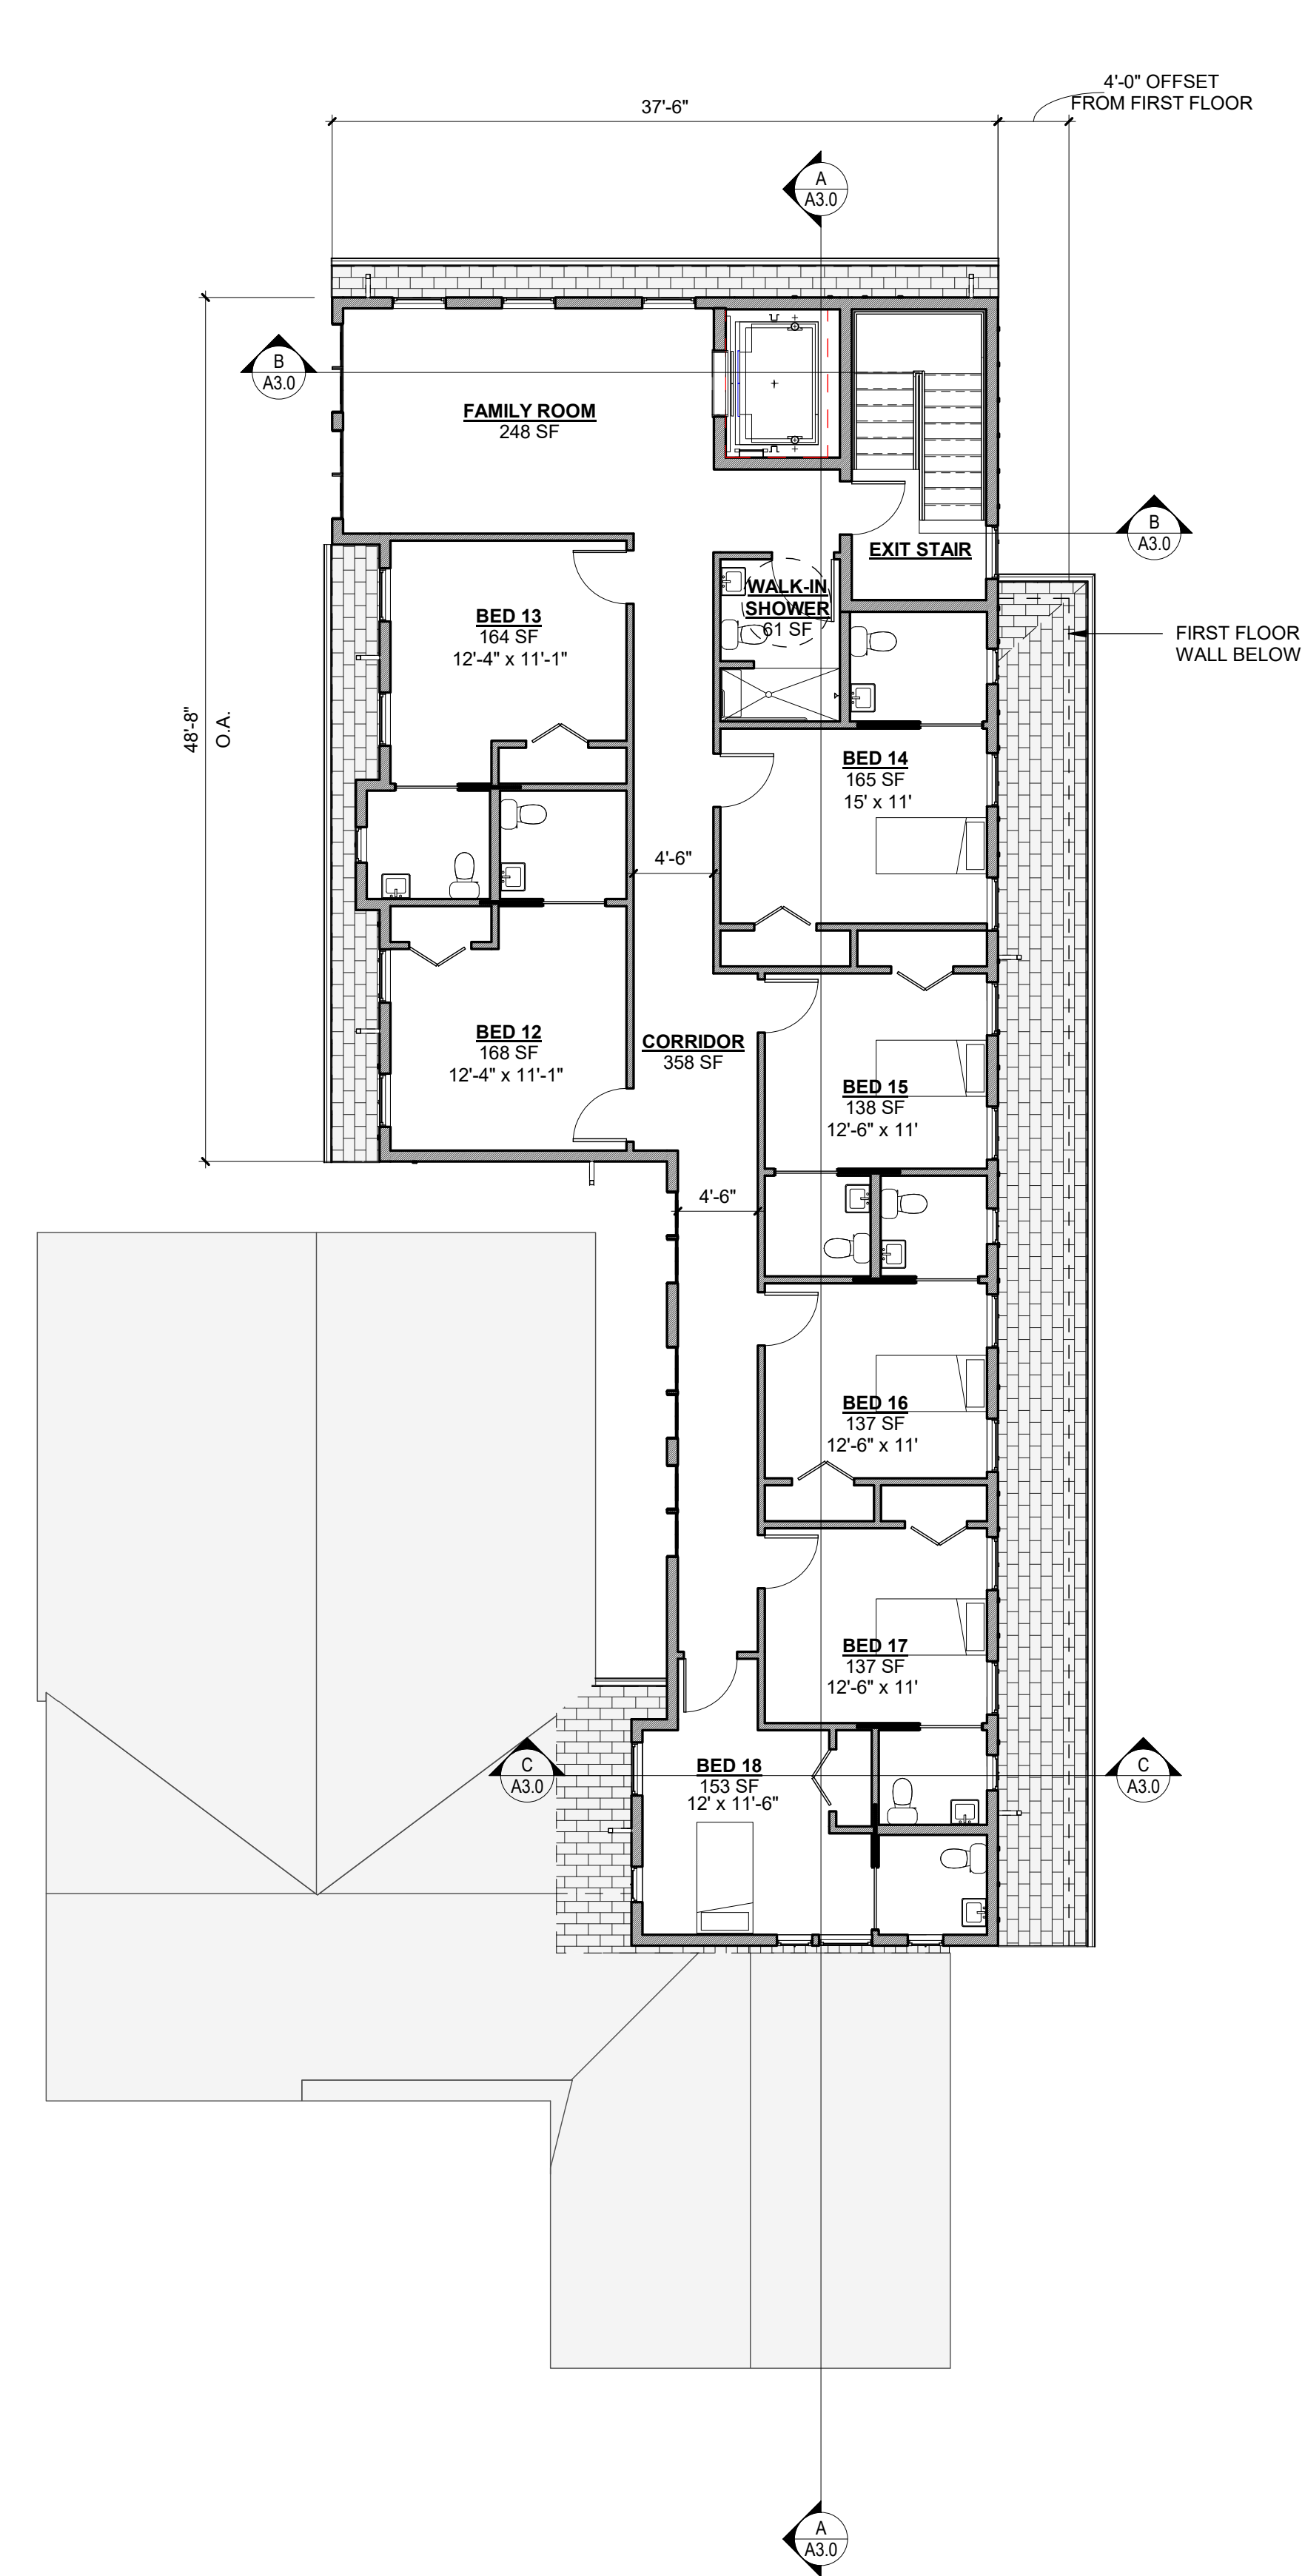 4'-0" OFFSET
FROM FIRST FLOOR
37'-6"
A
A3.0
B
A3.0
FAMILY ROOM
248 SF
B
A3.0
EXIT STAIR
WALK-IN
SHOWER
61 SF
BED 13
164 SF
12'-4" x 11'-1"
FIRST FLOOR
WALL BELOW
48'-8"
O.A.
BED 14
165 SF
15' x 11'
4'-6"
BED 12
168 SF
12'-4" x 11'-1"
CORRIDOR
358 SF
BED 15
138 SF
12'-6" x 11'
4'-6"
BED 16
137 SF
12'-6" x 11'
BED 17
137 SF
12'-6" x 11'
C
A3.0
BED 18
153 SF
12' x 11'-6"
C
A3.0
A
A3.0